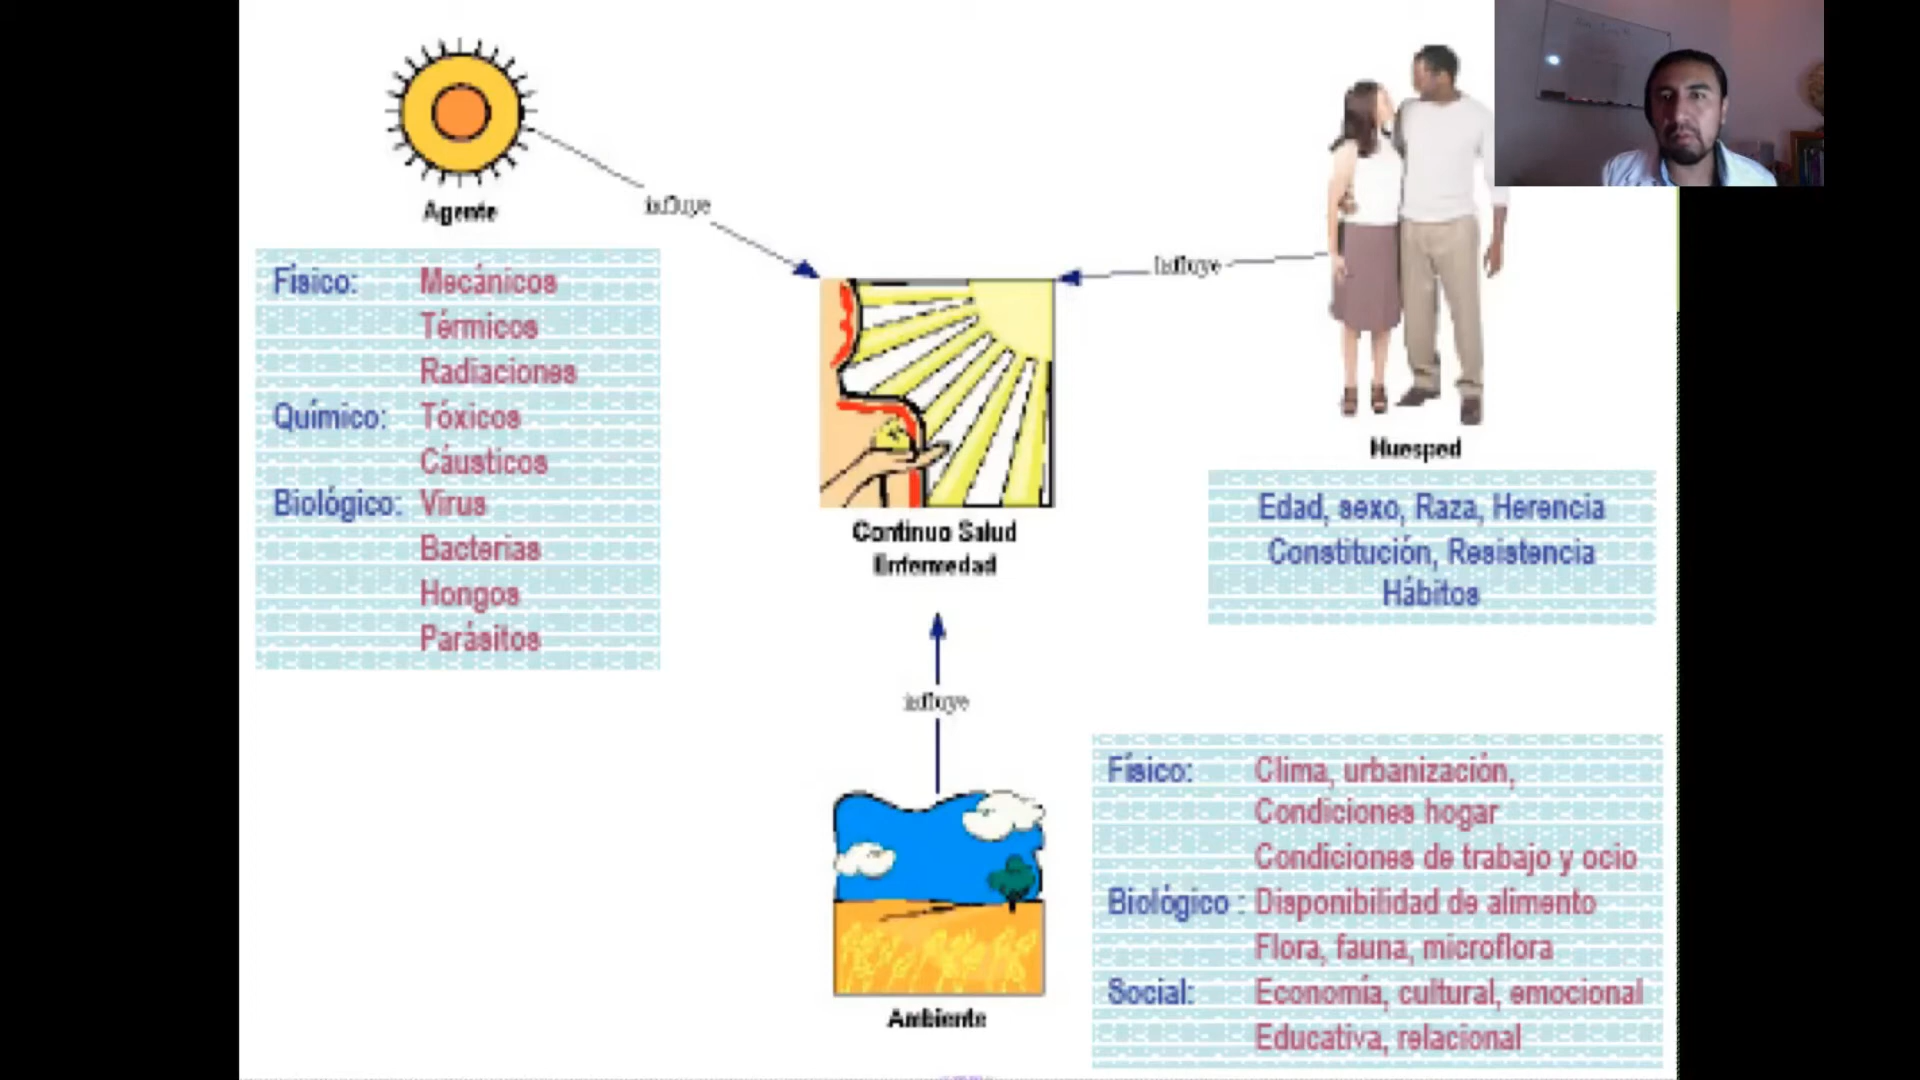 Agente
influye
Físico: Mecánicos
Térmicos
Radiaciones
Químico: Tóxicos
Cáusticos
Biológico: Virus
Bacterias
Hongos
Parásitos
Influye
Continuo Salud
Enfermedad
Huesped
Edad, sexo, Raza, Herencia
Constitución, Resistencia
Hábitos
influye
Ambiente
Físico: Clima, urbanización,
Condiciones hogar
Condiciones de trabajo y ocio
Biológico : Disponibilidad de alimento
Flora, fauna, microflora
Social: Economía, cultural, emocional
Educativa, relacional